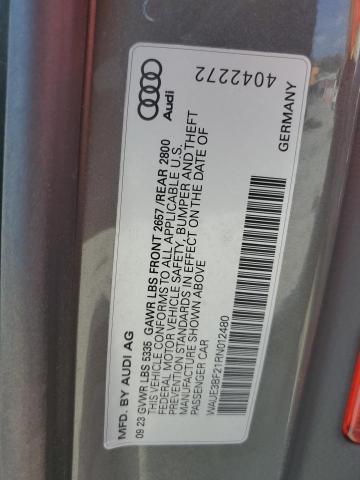 Audi
4042272
MFD. BY AUDI AG
GERMANY
09 23 GVWR LBS 5335 GAWR LBS FRONT 2657/REAR 2800
THIS VEHICLE CONFORMS TO ALL APPLICABLE U.S.
FEDERAL MOTOR VEHICLE SAFETY, BUMPER AND THEFT
PREVENTION STANDARDS IN EFFECT ON THE DATE OF
MANUFACTURE SHOWN ABOVE
PASSENGER CAR
WAUE3BF21RN012480